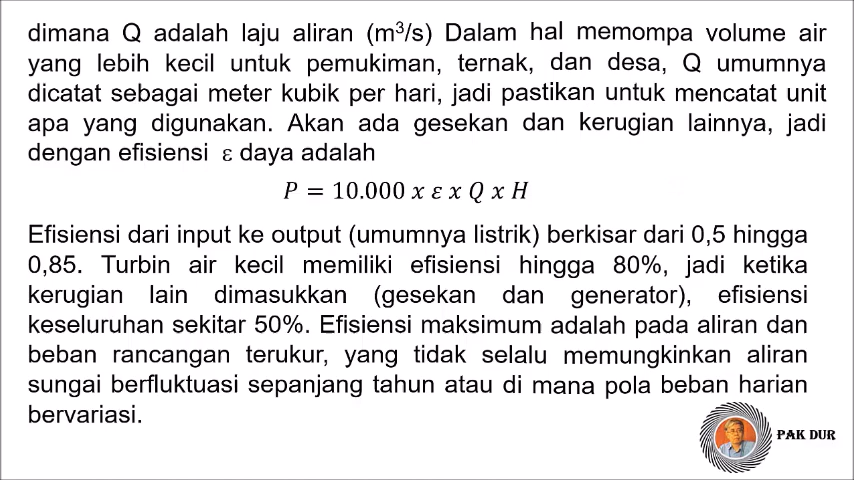 dimana Q adalah laju aliran (m³/s) Dalam hal memompa volume air
yang lebih kecil untuk pemukiman, ternak, dan desa, Q umumnya
dicatat sebagai meter kubik per hari, jadi pastikan untuk mencatat unit
apa yang digunakan. Akan ada gesekan dan kerugian lainnya, jadi
dengan efisiensi ε daya adalah
P = 10.000 x ε x Q x H
Efisiensi dari input ke output (umumnya listrik) berkisar dari 0,5 hingga
0,85. Turbin air kecil memiliki efisiensi hingga 80%, jadi ketika
kerugian lain dimasukkan (gesekan dan generator), efisiensi
keseluruhan sekitar 50%. Efisiensi maksimum adalah pada aliran dan
beban rancangan terukur, yang tidak selalu memungkinkan aliran
sungai berfluktuasi sepanjang tahun atau di mana pola beban harian
bervariasi.
PAK DUR